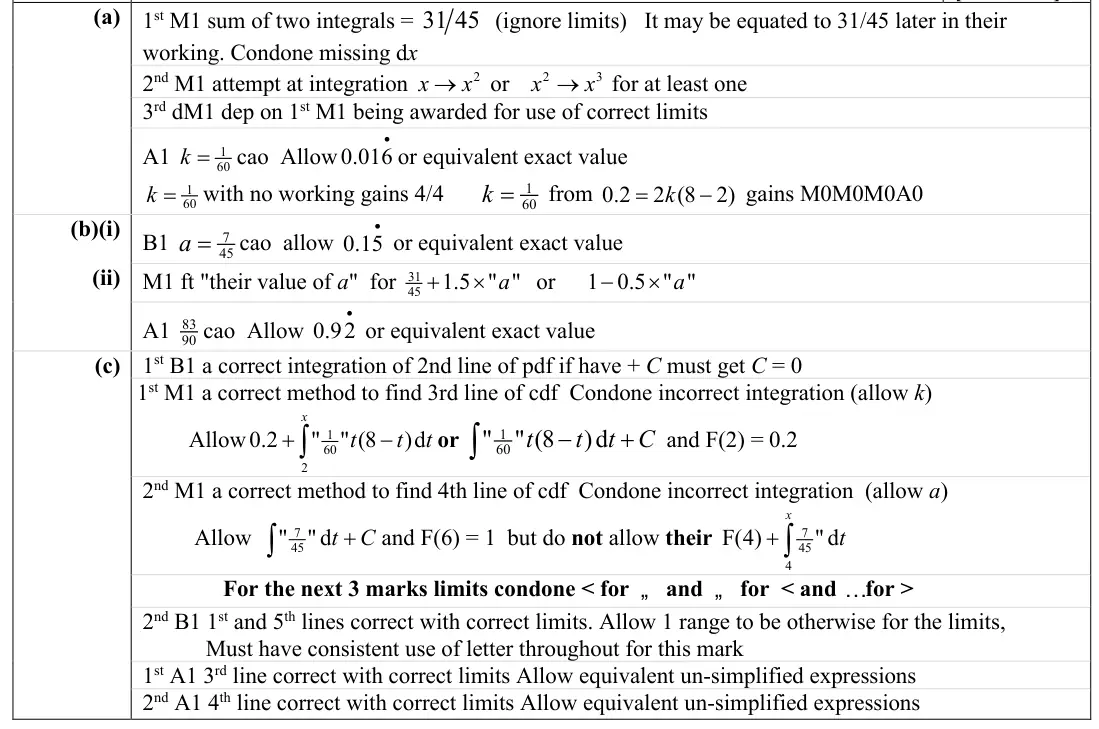 (a) 1st M1 sum of two integrals = 31/45 (ignore limits) It may be equated to 31/45 later in their
working. Condone missing dx
2nd M1 attempt at integration x → x² or x² → x³ for at least one
3rd dM1 dep on 1st M1 being awarded for use of correct limits
A1 k = 1/60 cao Allow 0.016̇ or equivalent exact value
k = 1/60 with no working gains 4/4 k = 1/60 from 0.2 = 2k(8 − 2) gains M0M0M0A0
(b)(i) B1 a = 7/45 cao allow 0.15̇ or equivalent exact value
(ii) M1 ft "their value of a" for 31/45 + 1.5 × "a" or 1 − 0.5 × "a"
A1 83/90 cao Allow 0.92̇ or equivalent exact value
(c) 1st B1 a correct integration of 2nd line of pdf if have + C must get C = 0
1st M1 a correct method to find 3rd line of cdf Condone incorrect integration (allow k)
Allow 0.2 + ∫₂ˣ "1/60" t(8 − t) dt or ∫ "1/60" t(8 − t) dt + C and F(2) = 0.2
2nd M1 a correct method to find 4th line of cdf Condone incorrect integration (allow a)
Allow ∫ "7/45" dt + C and F(6) = 1 but do not allow their F(4) + ∫₄ˣ "7/45" dt
For the next 3 marks limits condone < for „ and „ for < and …for >
2nd B1 1st and 5th lines correct with correct limits. Allow 1 range to be otherwise for the limits,
Must have consistent use of letter throughout for this mark
1st A1 3rd line correct with correct limits Allow equivalent un-simplified expressions
2nd A1 4th line correct with correct limits Allow equivalent un-simplified expressions